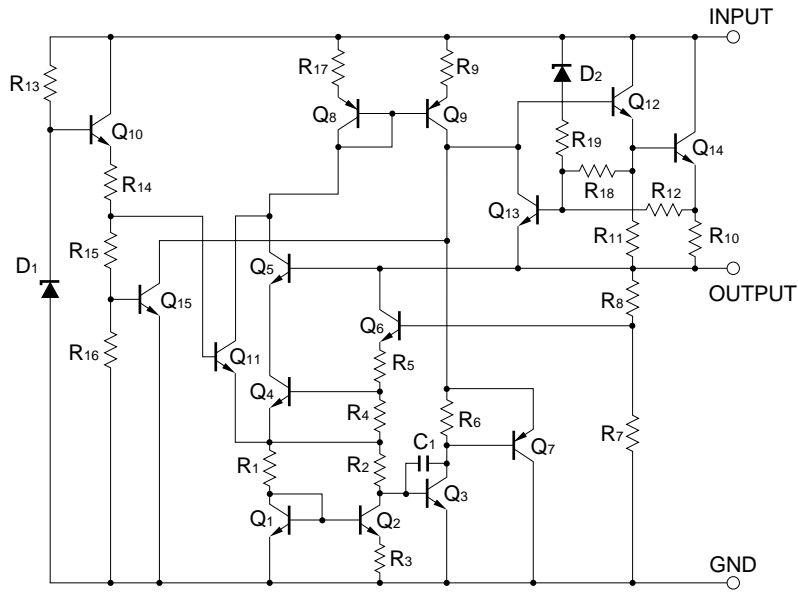 INPUT
R17
R9
D2
R13
Q8
Q9
Q12
Q10
R19
Q14
R14
R18
R12
Q13
R15
R11
R10
D1
Q5
OUTPUT
Q15
R8
Q6
R16
Q11
R5
Q4
R4
R6
R7
C1
Q7
R1
R2
Q3
Q1
Q2
R3
GND